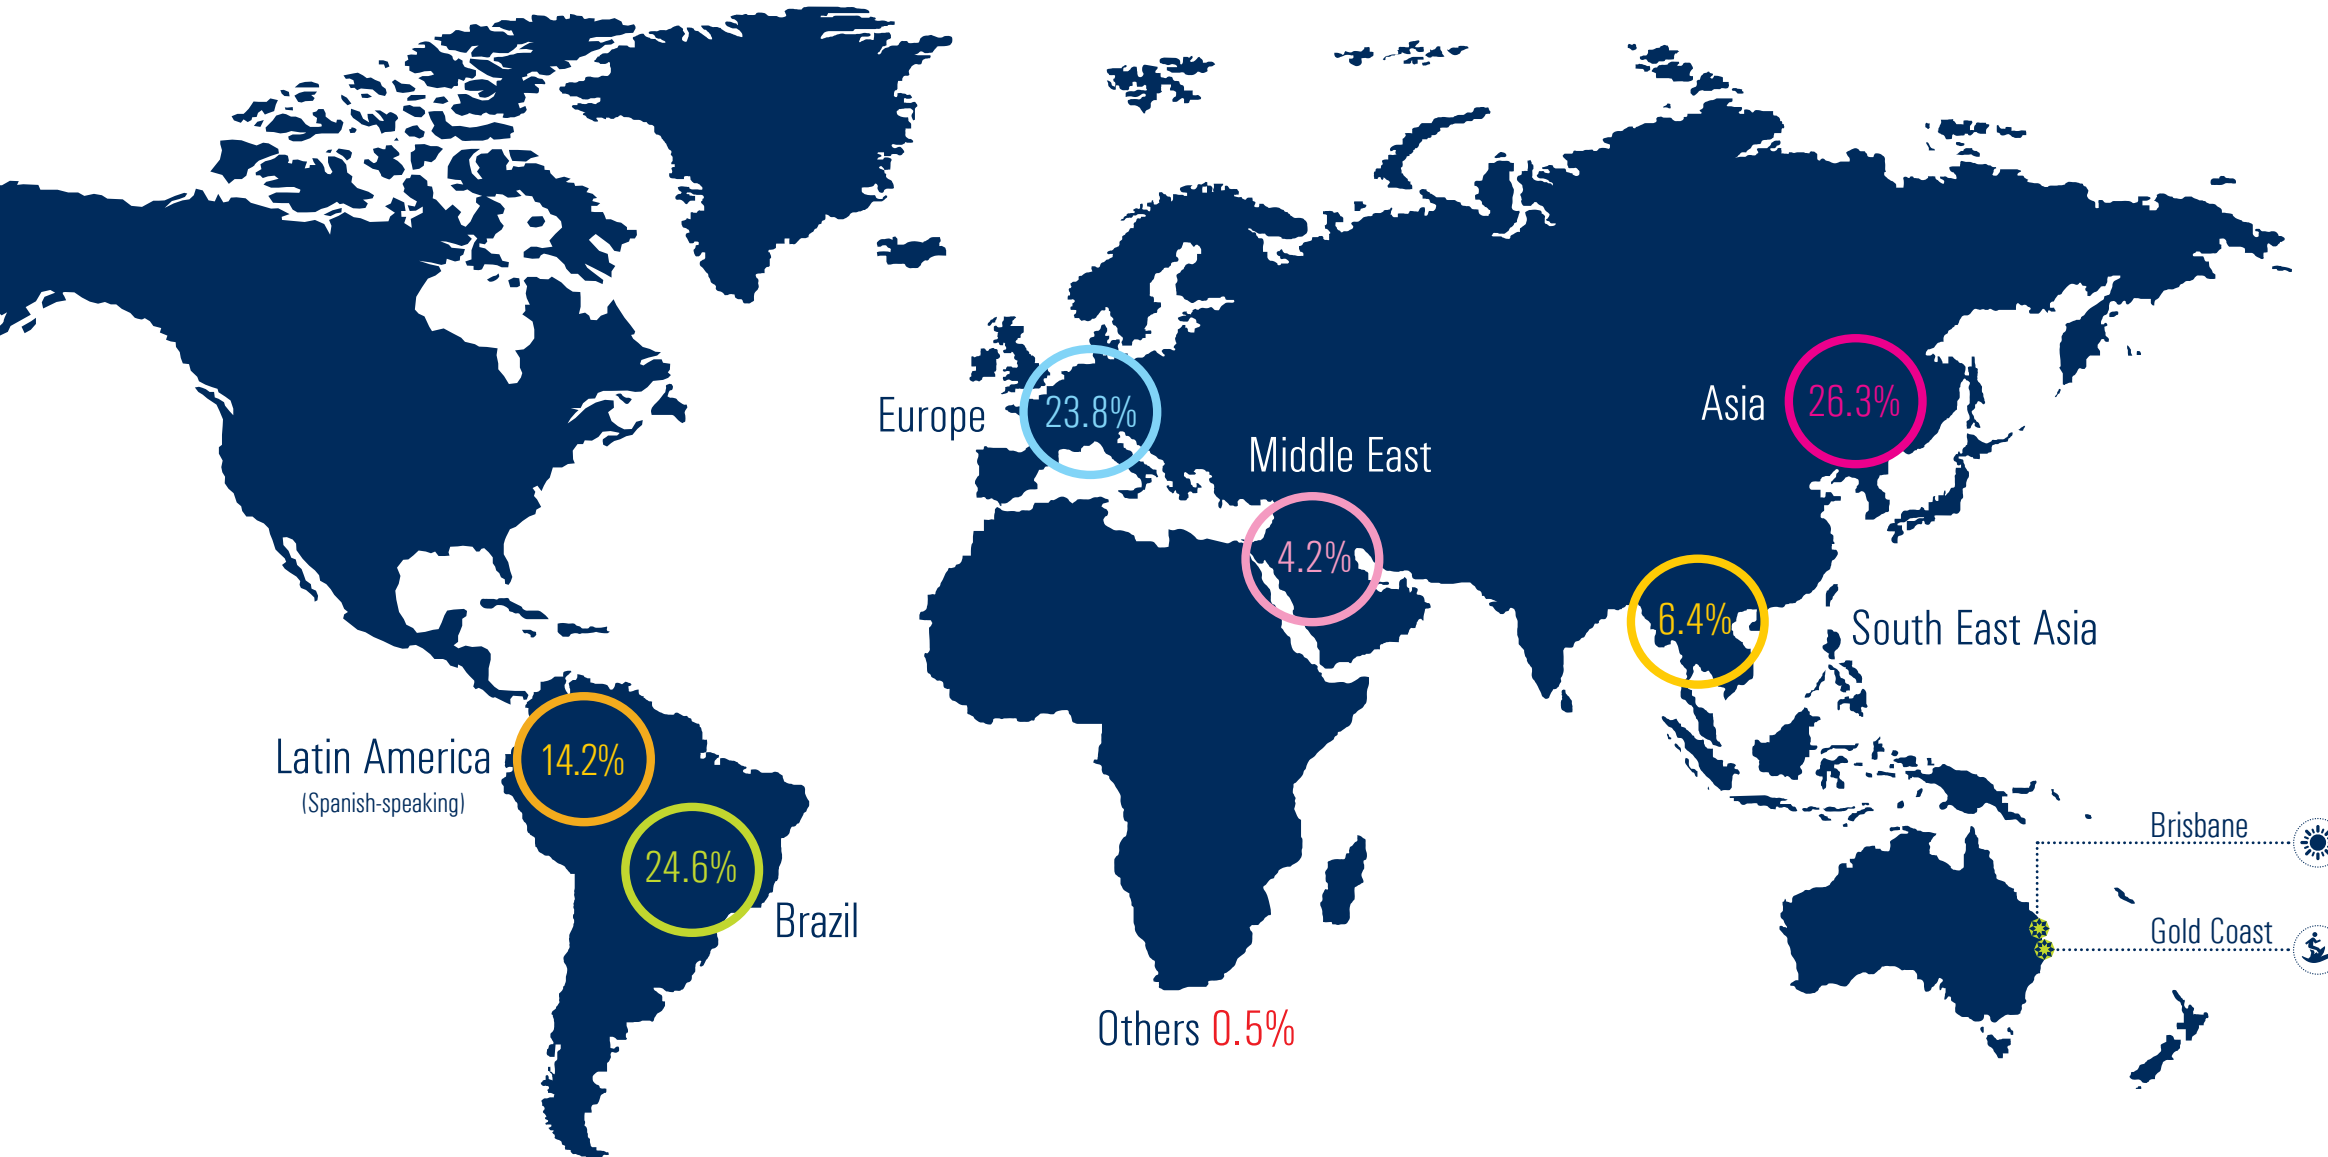 Europe
23.8%
Asia
26.3%
Middle East
4.2%
6.4%
South East Asia
Latin America
(Spanish-speaking)
14.2%
24.6%
Brazil
Brisbane
Gold Coast
Others 0.5%